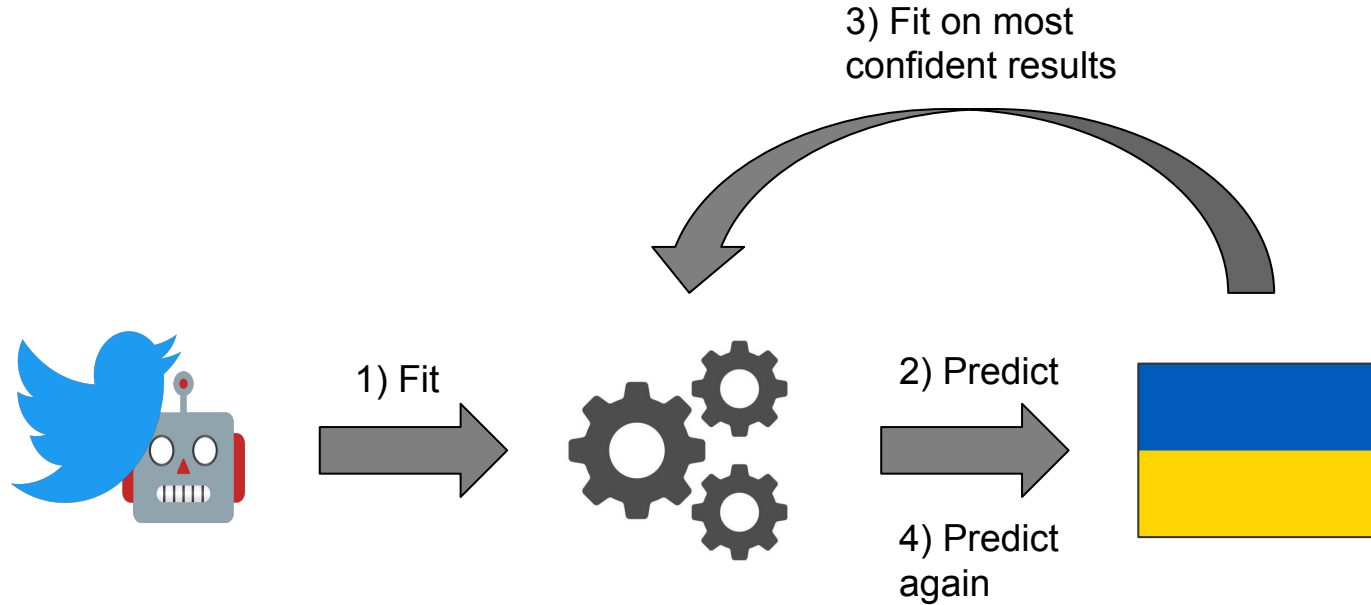 3) Fit on most
confident results
1) Fit
2) Predict
4) Predict
again